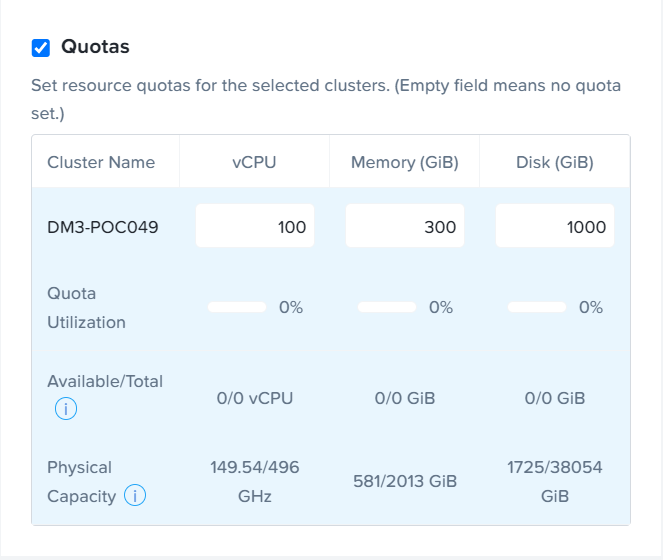 Quotas
Set resource quotas for the selected clusters. (Empty field means no quota
set.)
Cluster Name vCPU Memory (GiB) Disk (GiB)
DM3-POC049 100 300 1000
Quota
Utilization 0% 0% 0%
Available/Total
0/0 vCPU 0/0 GiB 0/0 GiB
Physical
Capacity 149.54/496
GHz 581/2013 GiB 1725/38054
GiB